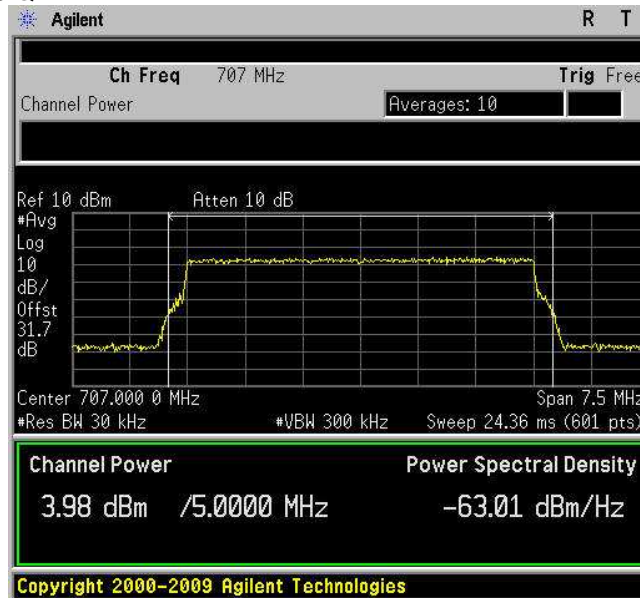 Agilent R T
Ch Freq 707 MHz Trig Free
Channel Power Averages: 10
Ref 10 dBm Atten 10 dB
#Avg
Log
10
dB/
Offst
31.7
dB
Center 707.000 0 MHz Span 7.5 MHz
#Res BW 30 kHz #VBW 300 kHz Sweep 24.36 ms (601 pts)
Channel Power Power Spectral Density
3.98 dBm /5.0000 MHz -63.01 dBm/Hz
Copyright 2000-2009 Agilent Technologies